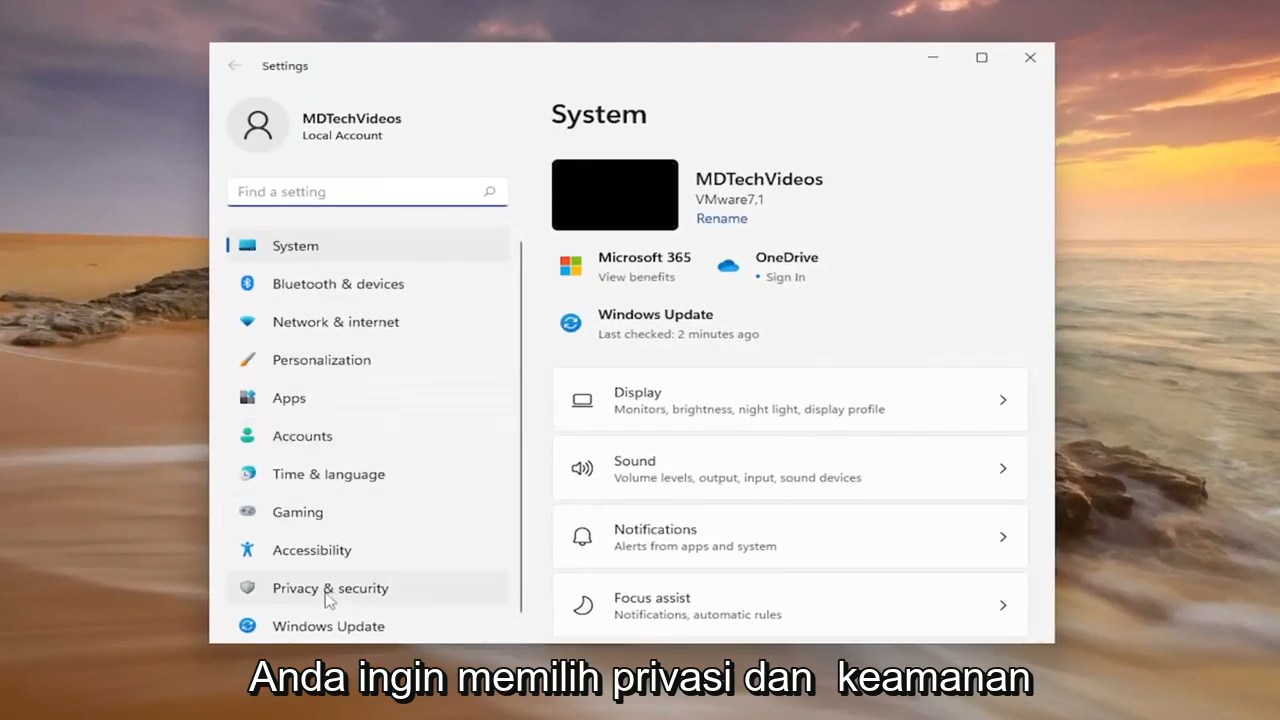 Settings
MDTechVideos
Local Account
Find a setting
System
Bluetooth & devices
Network & internet
Personalization
Apps
Accounts
Time & language
Gaming
Accessibility
Privacy & security
Windows Update
System
MDTechVideos
VMware7,1
Rename
Microsoft 365
View benefits
OneDrive
• Sign In
Windows Update
Last checked: 2 minutes ago
Display
Monitors, brightness, night light, display profile
Sound
Volume levels, output, input, sound devices
Notifications
Alerts from apps and system
Focus assist
Notifications, automatic rules
Anda ingin memilih privasi dan keamanan